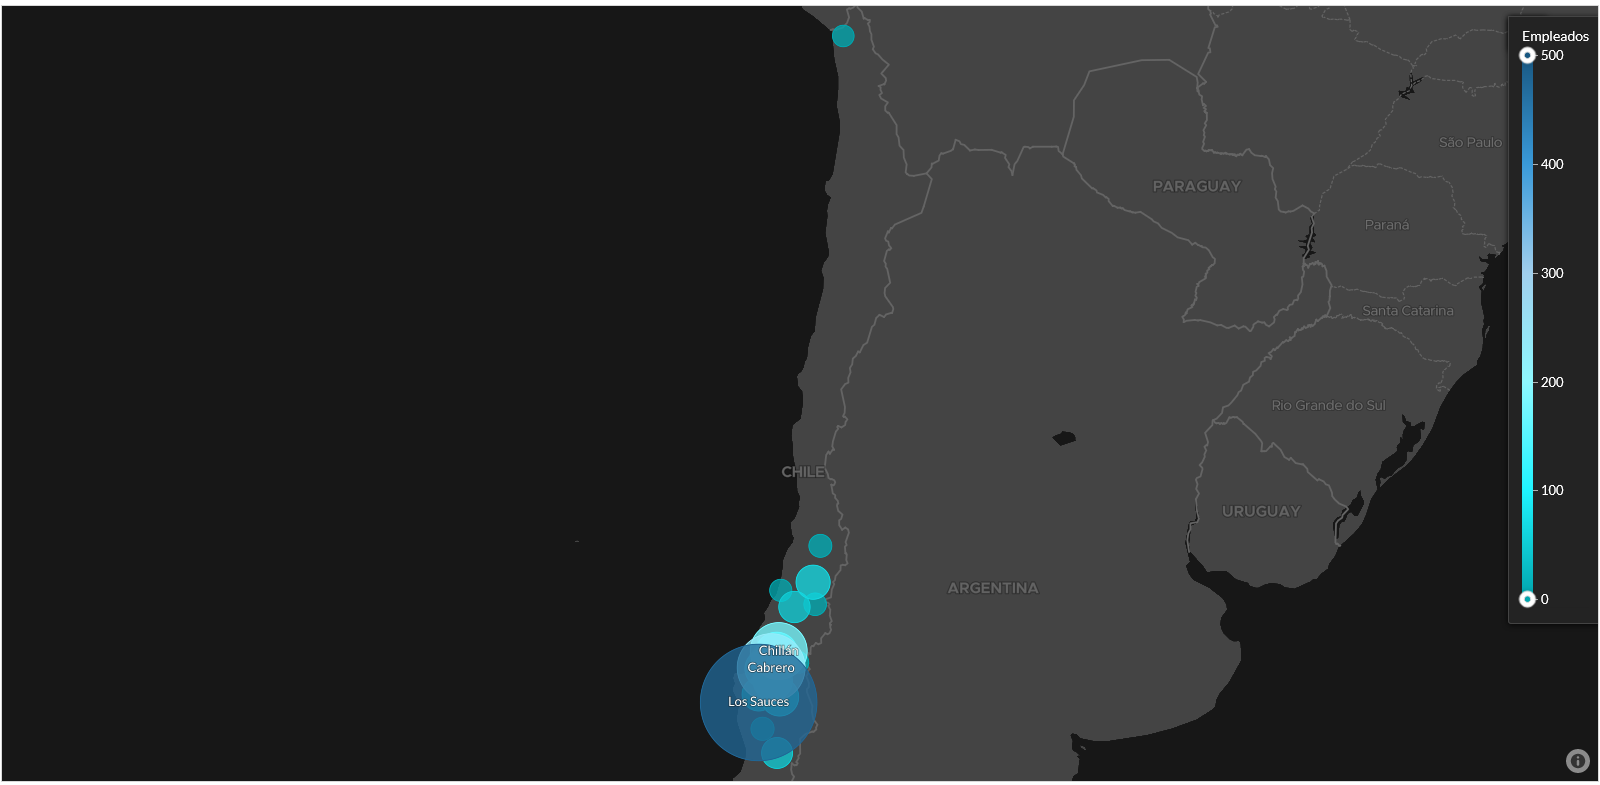 Empleados
500
400
300
200
100
0
São Paulo
PARAGUAY
Paraná
Santa Catarina
Rio Grande do Sul
CHILE
URUGUAY
ARGENTINA
Chillán
Cabrero
Los Sauces